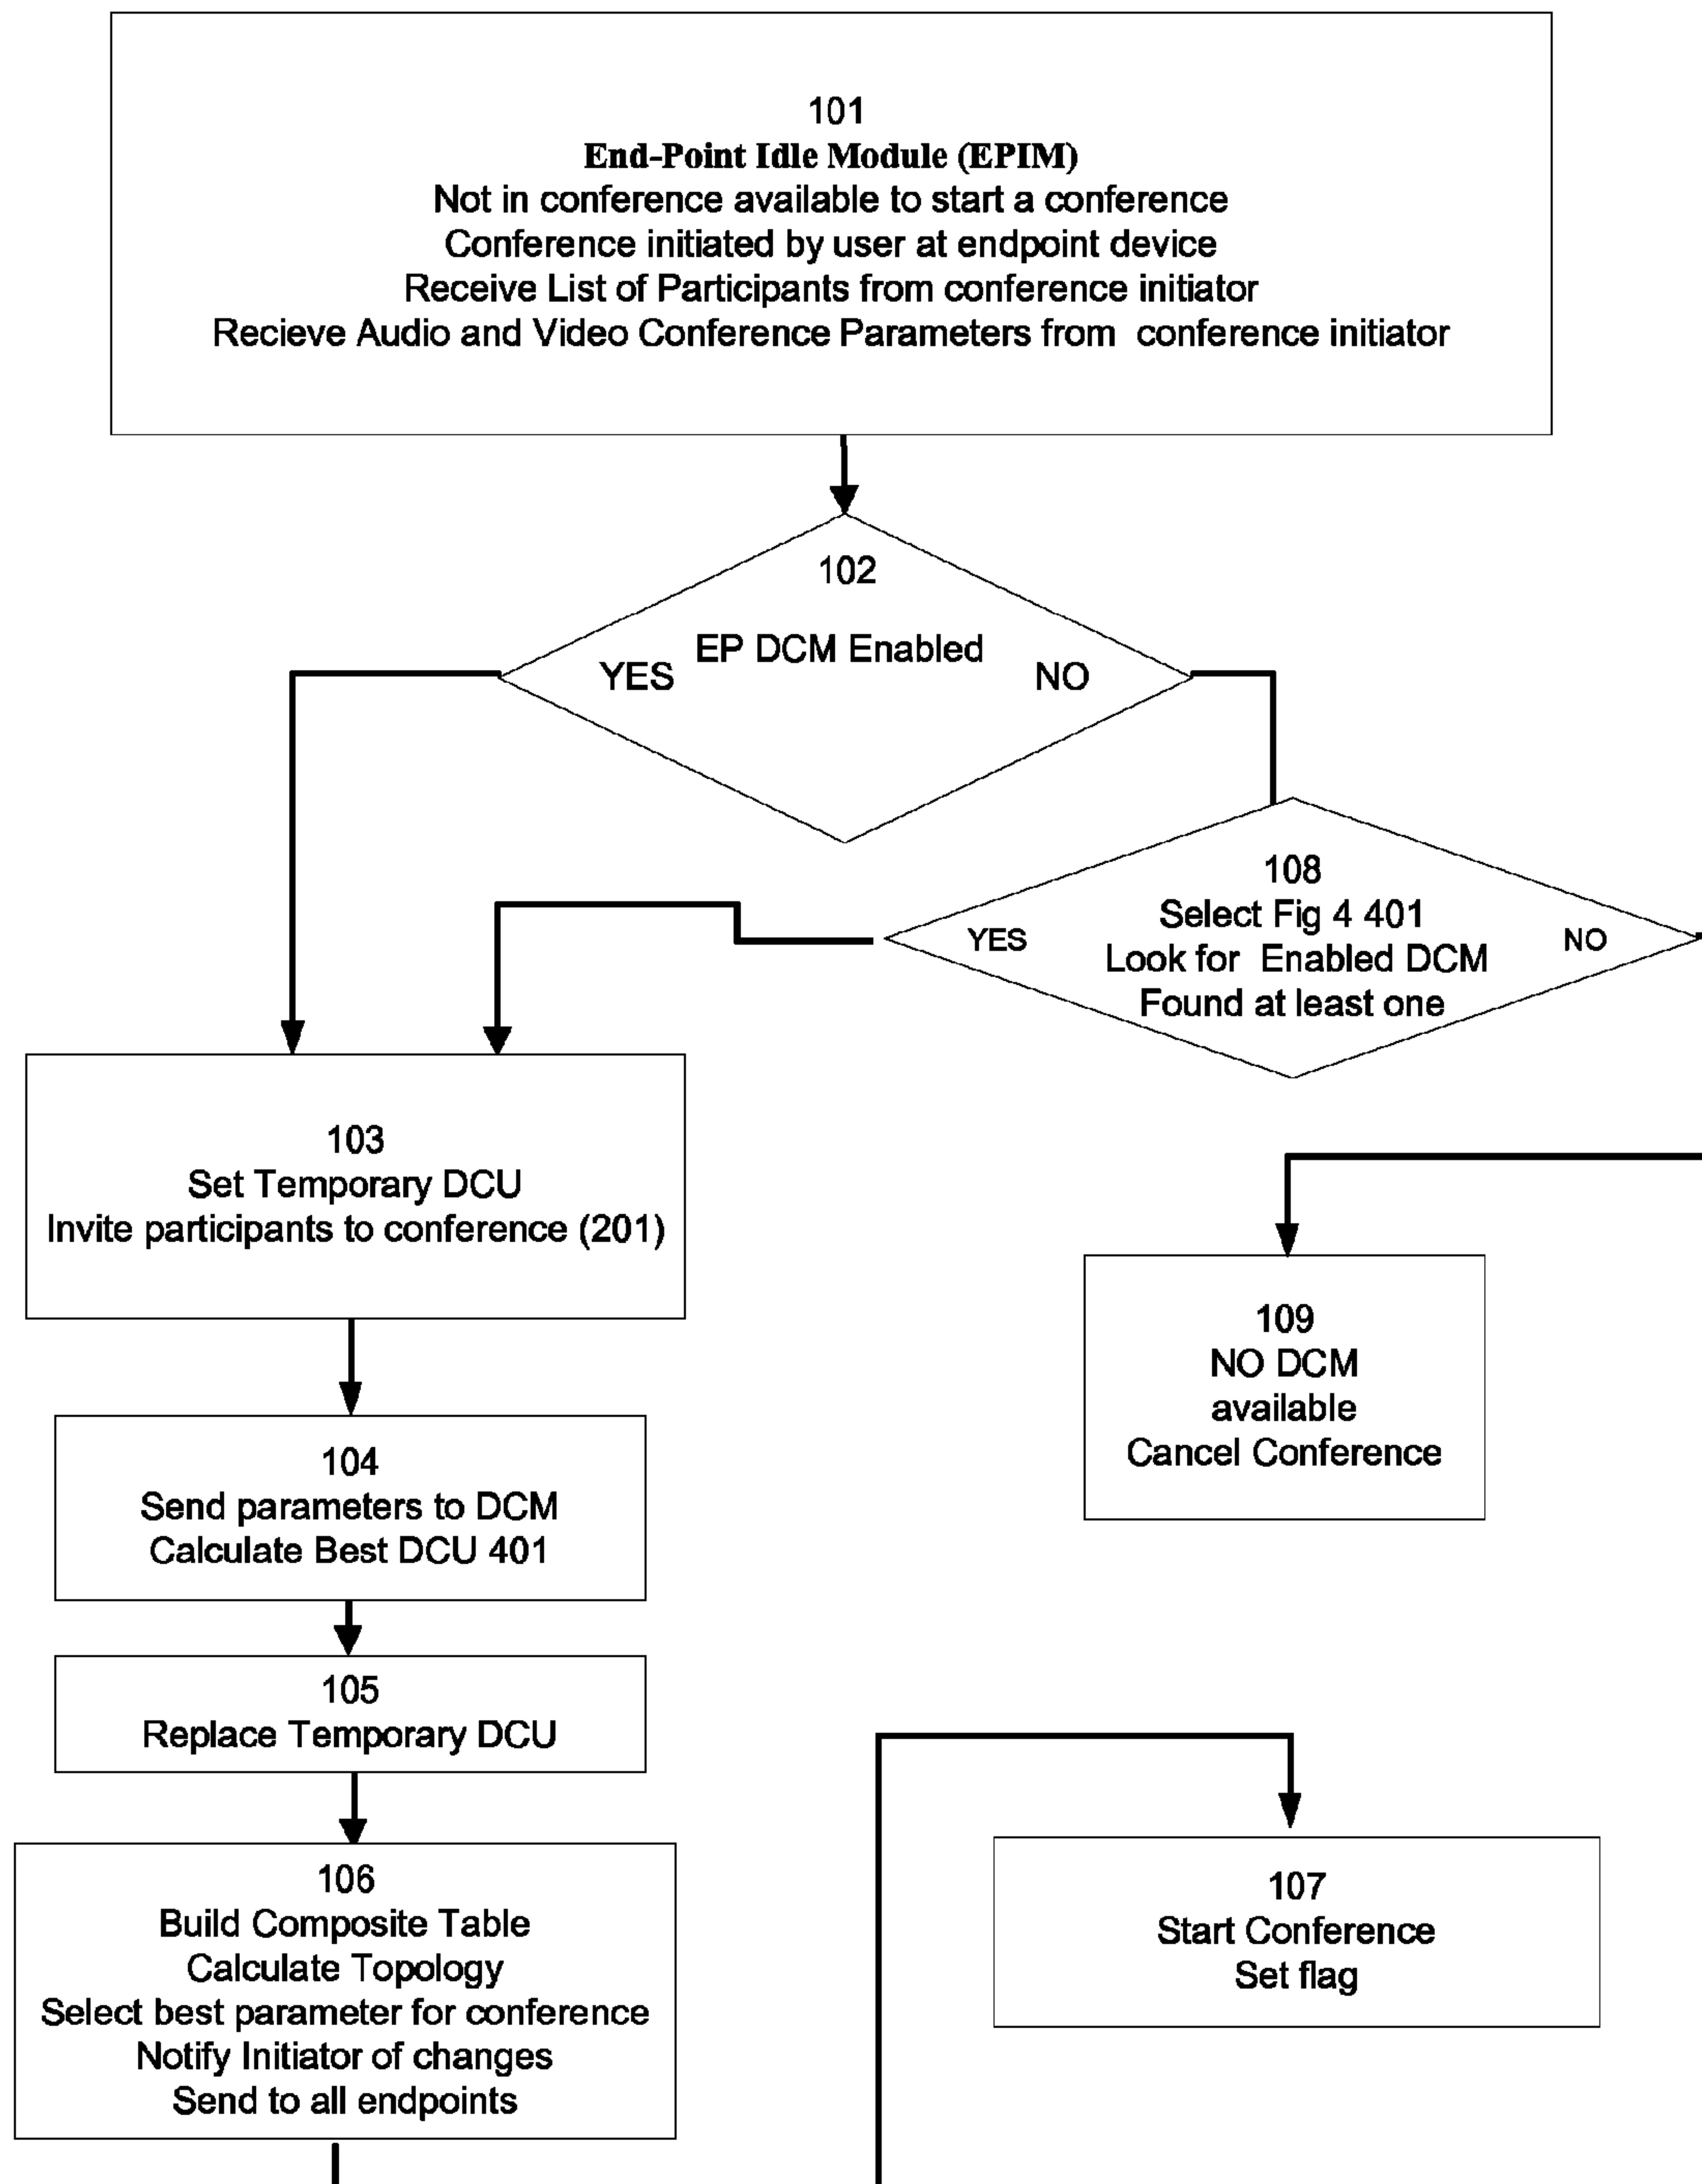 101
End-Point Idle Module (EPIM)
Not in conference available to start a conference
Conference initiated by user at endpoint device
Receive List of Participants from conference initiator
Recieve Audio and Video Conference Parameters from conference initiator
102
EP DCM Enabled
YES
NO
108
Select Fig 4 401
Look for Enabled DCM
Found at least one
YES
NO
103
Set Temporary DCU
Invite participants to conference (201)
109
NO DCM
available
Cancel Conference
104
Send parameters to DCM
Calculate Best DCU 401
105
Replace Temporary DCU
106
Build Composite Table
Calculate Topology
Select best parameter for conference
Notify Initiator of changes
Send to all endpoints
107
Start Conference
Set flag